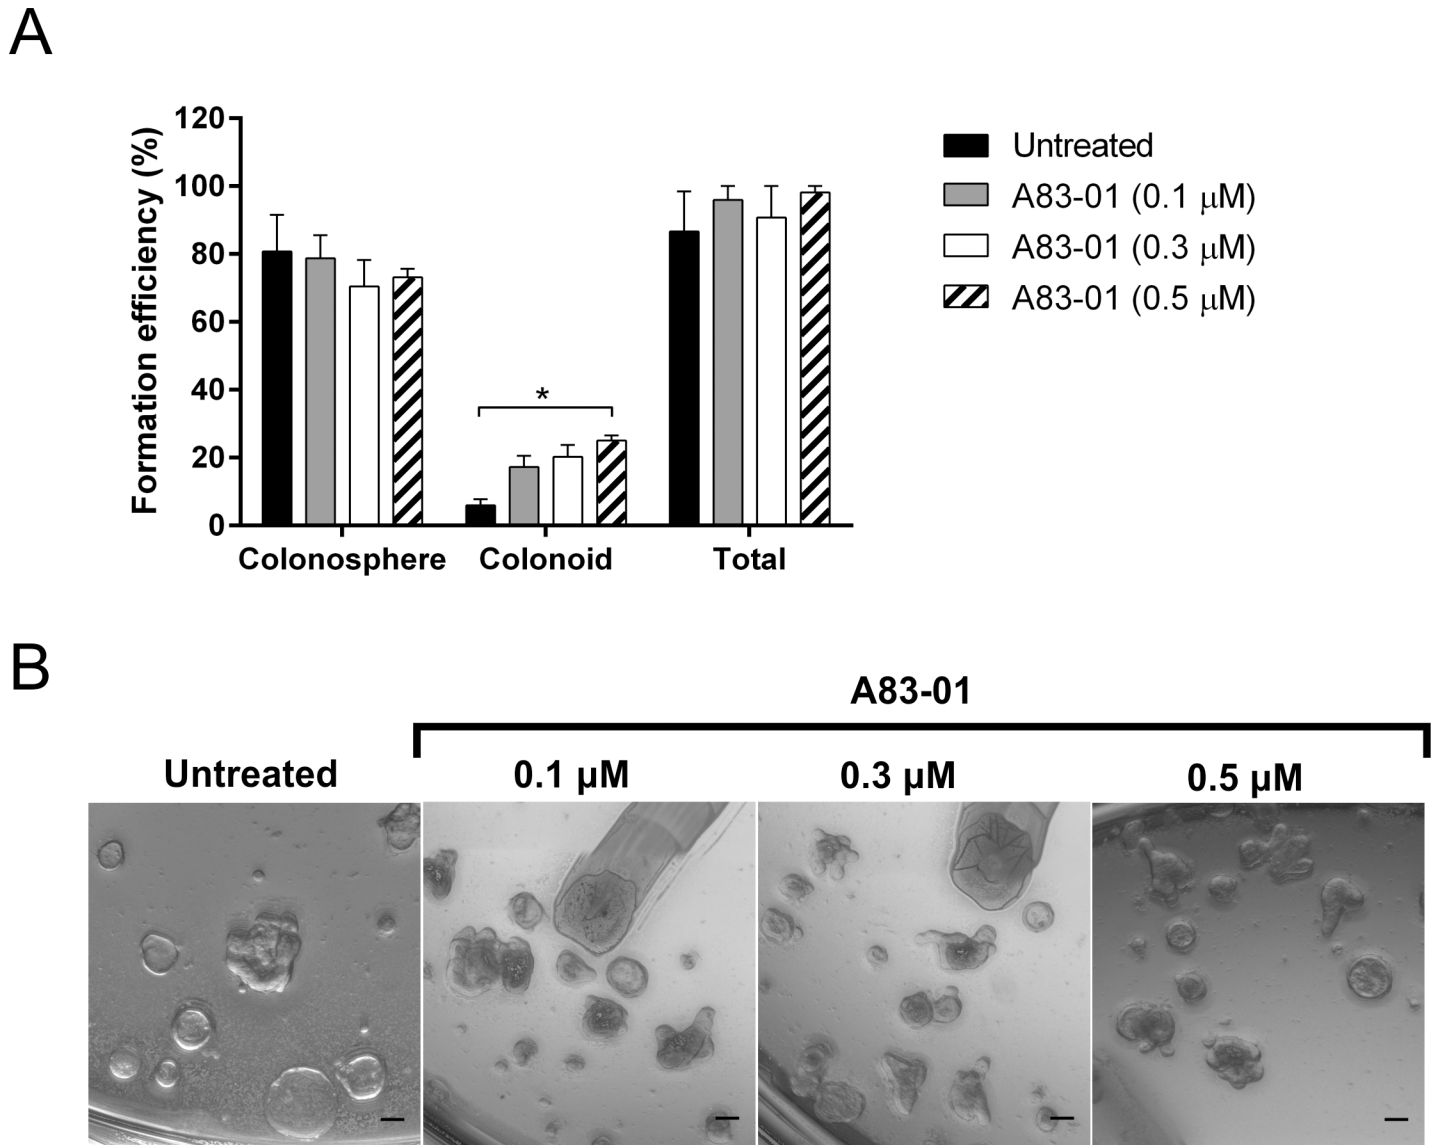 A
Formation efficiency (%)
120
100
80
60
40
20
0
*
Colonosphere Colonoid Total
Untreated
A83-01 (0.1 μM)
A83-01 (0.3 μM)
A83-01 (0.5 μM)
B
A83-01
Untreated 0.1 μM 0.3 μM 0.5 μM